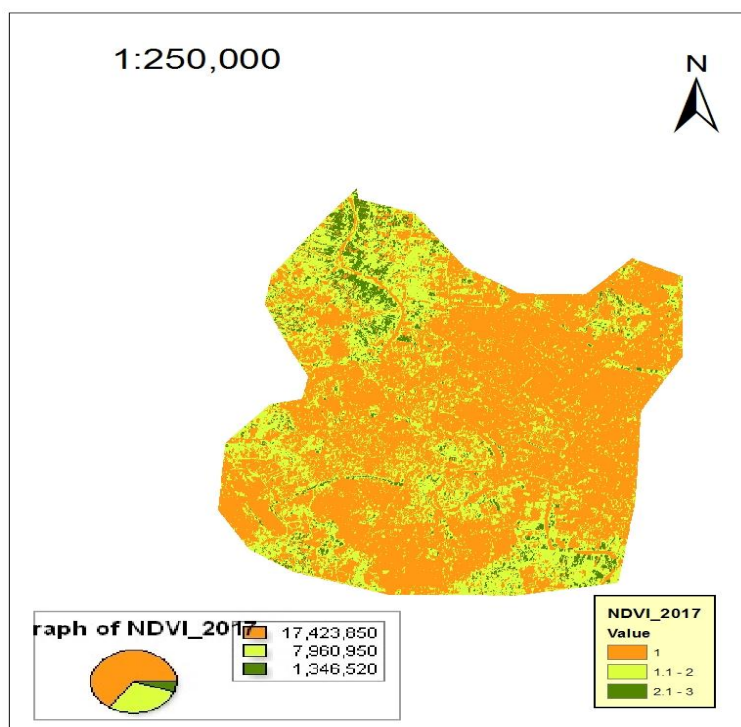 1:250,000
N
raph of NDVI_2017
17,423,850
7,960,950
1,346,520
NDVI_2017
Value
1
1.1 - 2
2.1 - 3